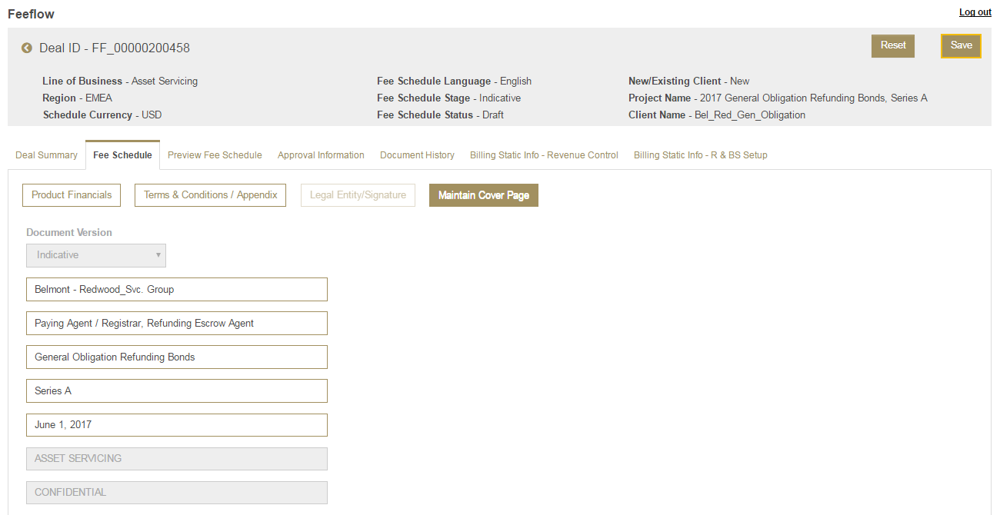 Feeflow
Log out
Deal ID - FF_00000200458
Reset
Save
Line of Business - Asset Servicing
Fee Schedule Language - English
New/Existing Client - New
Region - EMEA
Fee Schedule Stage - Indicative
Project Name - 2017 General Obligation Refunding Bonds, Series A
Schedule Currency - USD
Fee Schedule Status - Draft
Client Name - Bel_Red_Gen_Obligation
Deal Summary
Fee Schedule
Preview Fee Schedule
Approval Information
Document History
Billing Static Info - Revenue Control
Billing Static Info - R & BS Setup
Product Financials
Terms & Conditions / Appendix
Legal Entity/Signature
Maintain Cover Page
Document Version
Indicative
Belmont - Redwood_Svc. Group
Paying Agent / Registrar, Refunding Escrow Agent
General Obligation Refunding Bonds
Series A
June 1, 2017
ASSET SERVICING
CONFIDENTIAL